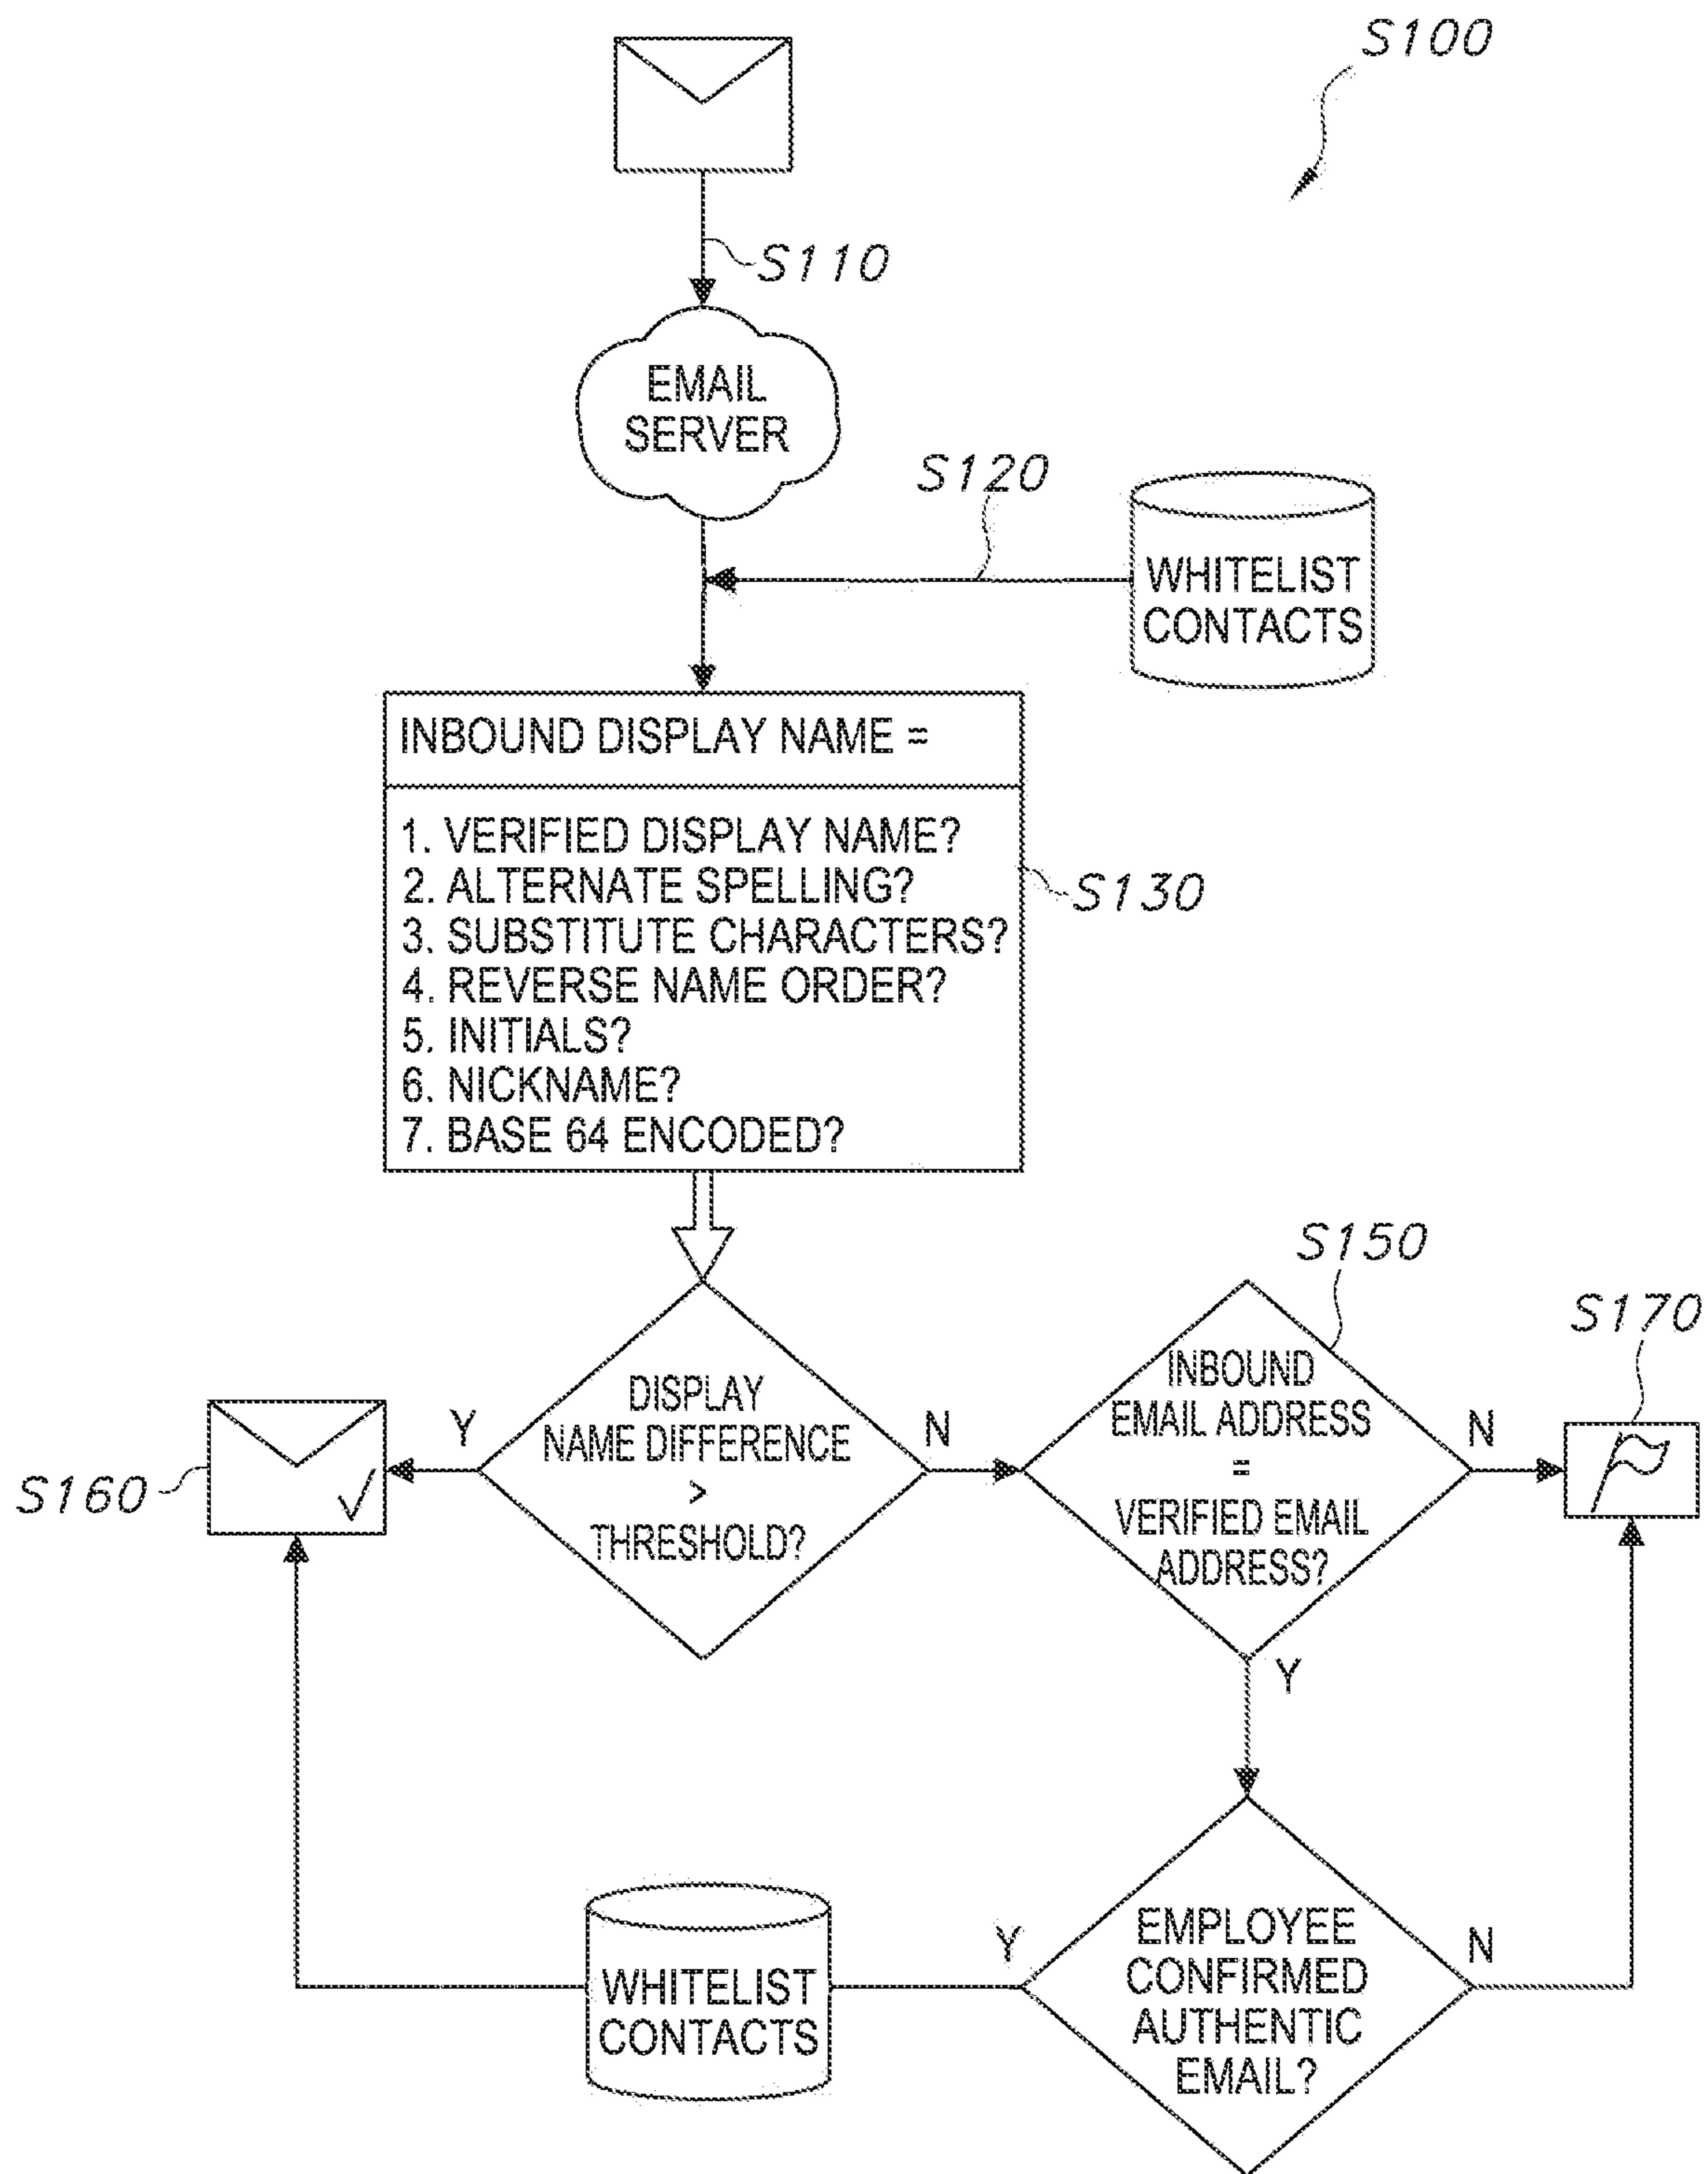 S100
S110
EMAIL
SERVER
S120
WHITELIST
CONTACTS
INBOUND DISPLAY NAME =
1. VERIFIED DISPLAY NAME?
2. ALTERNATE SPELLING?
3. SUBSTITUTE CHARACTERS?
4. REVERSE NAME ORDER?
5. INITIALS?
6. NICKNAME?
7. BASE 64 ENCODED?
S130
S150
S170
S160
Y
DISPLAY
NAME DIFFERENCE
>
THRESHOLD?
N
INBOUND
EMAIL ADDRESS
=
VERIFIED EMAIL
ADDRESS?
N
Y
WHITELIST
CONTACTS
Y
EMPLOYEE
CONFIRMED
AUTHENTIC
EMAIL?
N